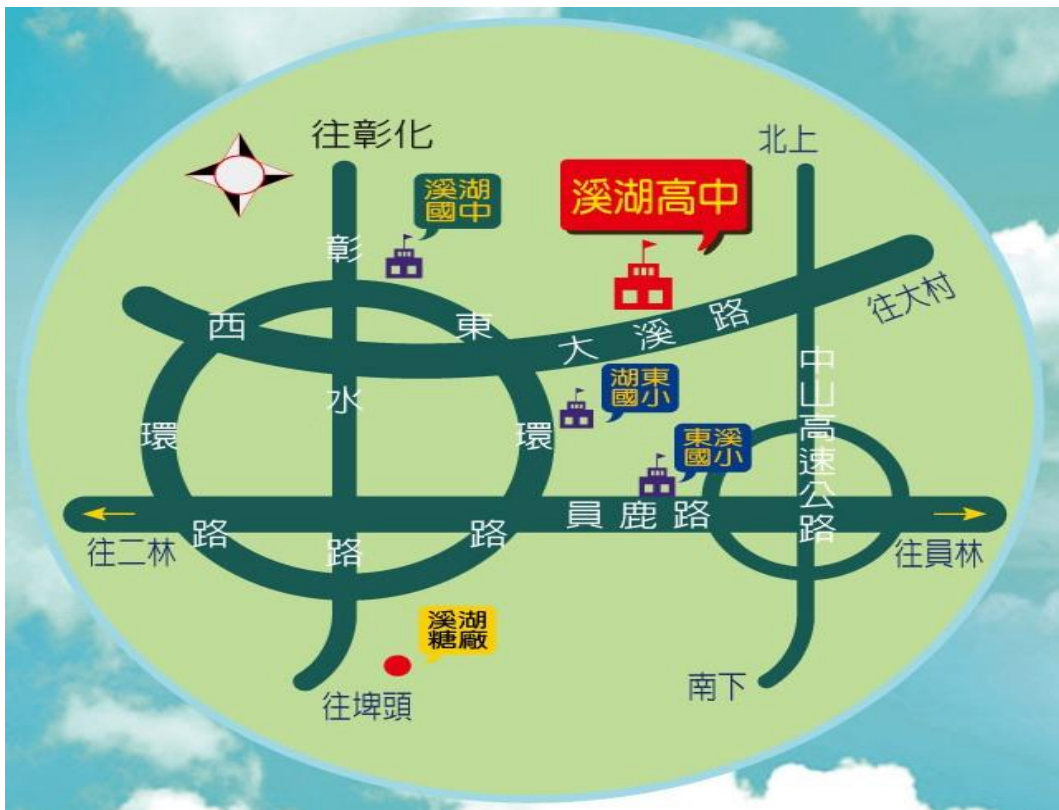 往彰化
北上
溪湖
國中
溪湖高中
彰水路
西環路
東環路
大溪路
往大村
中山高速公路
湖東
國小
東溪
國小
員鹿路
往二林
往員林
溪湖
糖廠
往埤頭
南下